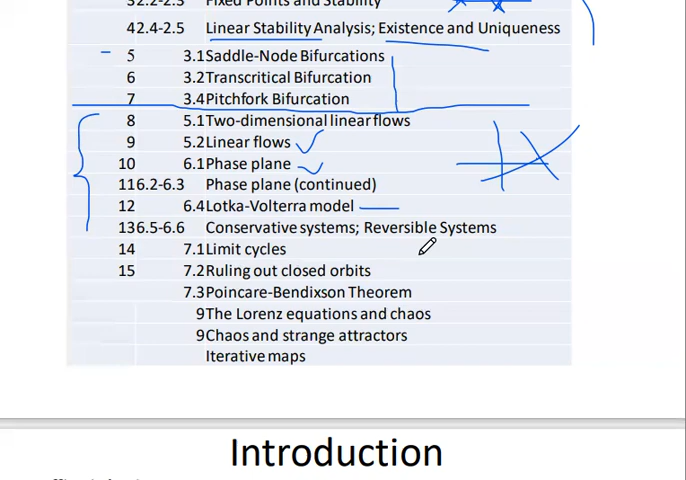 32.2-2.3 Fixed Points and Stability
42.4-2.5 Linear Stability Analysis; Existence and Uniqueness
5 3.1Saddle-Node Bifurcations
6 3.2Transcritical Bifurcation
7 3.4Pitchfork Bifurcation
8 5.1Two-dimensional linear flows
9 5.2Linear flows
10 6.1Phase plane
116.2-6.3 Phase plane (continued)
12 6.4Lotka-Volterra model
136.5-6.6 Conservative systems; Reversible Systems
14 7.1Limit cycles
15 7.2Ruling out closed orbits
7.3Poincare-Bendixson Theorem
9The Lorenz equations and chaos
9Chaos and strange attractors
Iterative maps
Introduction